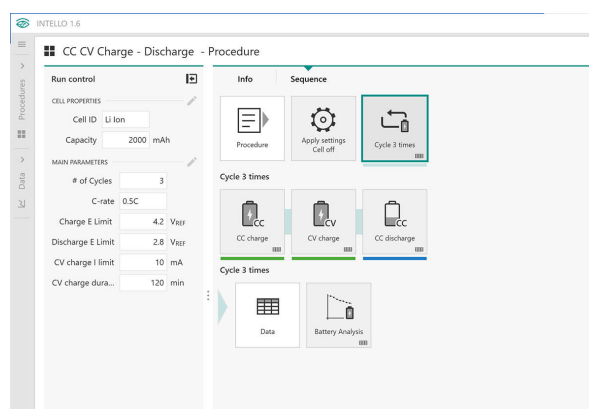 INTELLO 1.6
CC CV Charge - Discharge - Procedure
Procedures
Data
Run control
CELL PROPERTIES
Cell ID Li Ion
Capacity 2000 mAh
MAIN PARAMETERS
# of Cycles 3
C-rate 0.5C
Charge E Limit 4.2 VREF
Discharge E Limit 2.8 VREF
CV charge I limit 10 mA
CV charge dura... 120 min
Info Sequence
Procedure
Apply settings
Cell off
Cycle 3 times
Cycle 3 times
CC
CC charge
CV
CV charge
CC
CC discharge
Cycle 3 times
Data
Battery Analysis